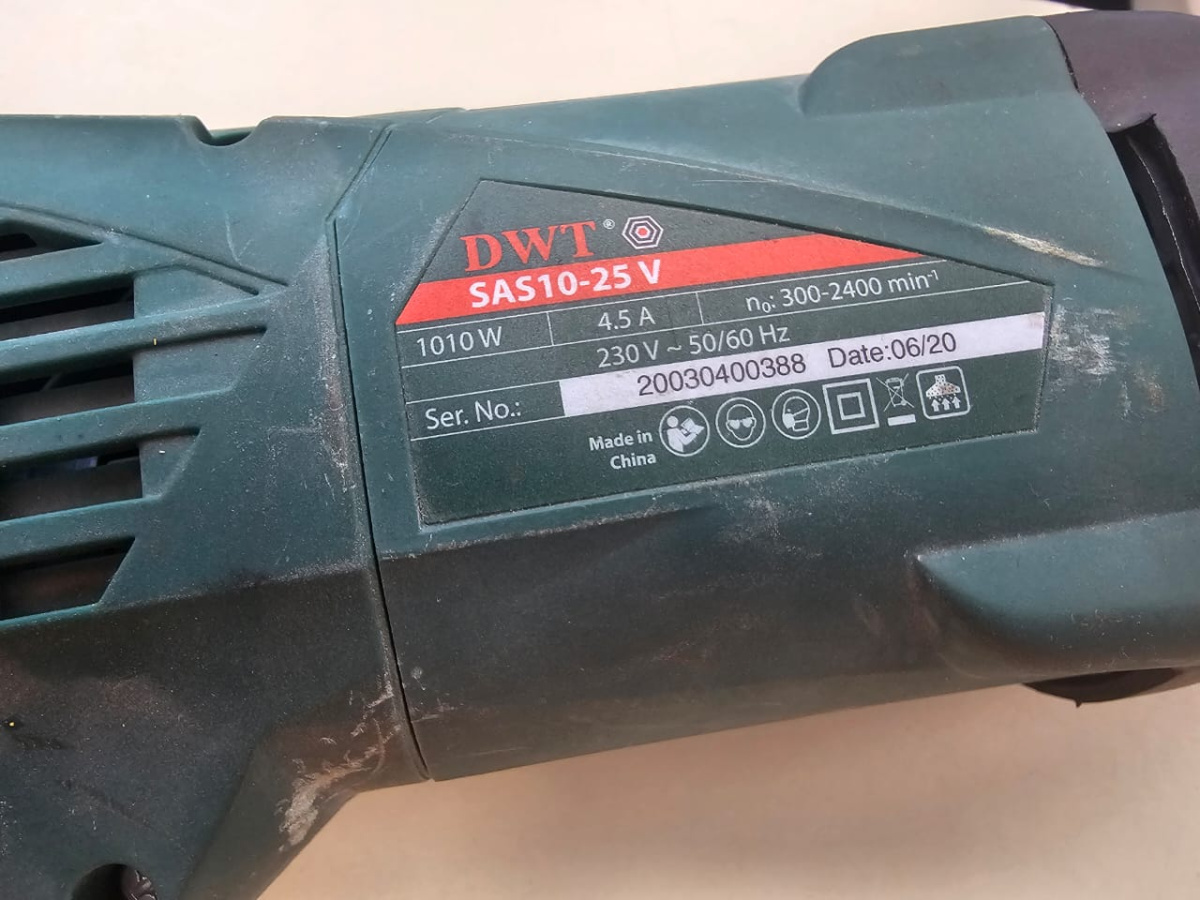 DWT®
SAS10-25 V
1010 W 4.5 A n₀: 300-2400 min⁻¹
230 V ~ 50/60 Hz
Ser. No.: 20030400388 Date:06/20
Made in
China